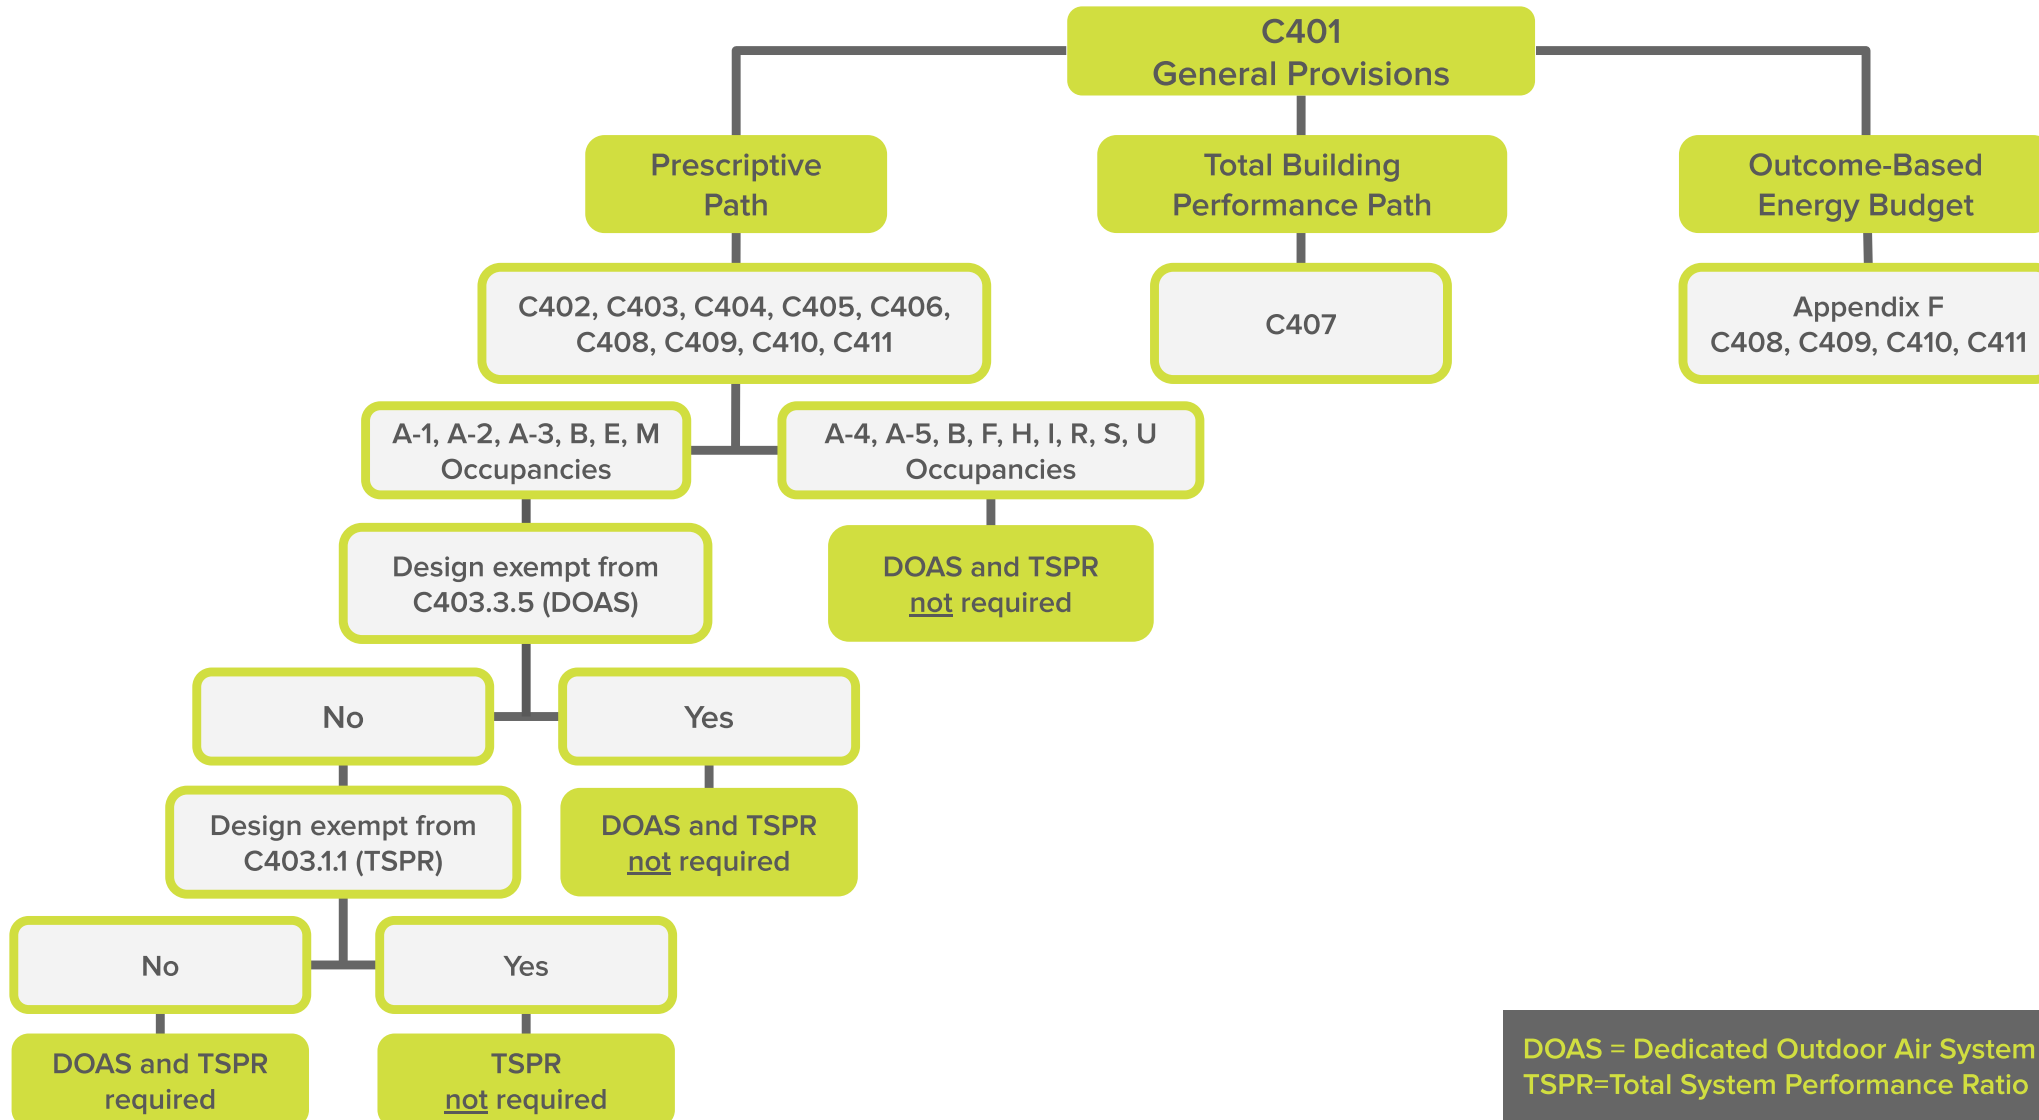 C401
General Provisions
Prescriptive
Path
Total Building
Performance Path
Outcome-Based
Energy Budget
C402, C403, C404, C405, C406,
C408, C409, C410, C411
C407
Appendix F
C408, C409, C410, C411
A-1, A-2, A-3, B, E, M
Occupancies
A-4, A-5, B, F, H, I, R, S, U
Occupancies
Design exempt from
C403.3.5 (DOAS)
DOAS and TSPR
not required
No
Yes
Design exempt from
C403.1.1 (TSPR)
DOAS and TSPR
not required
No
Yes
DOAS and TSPR
required
TSPR
not required
DOAS = Dedicated Outdoor Air System
TSPR=Total System Performance Ratio